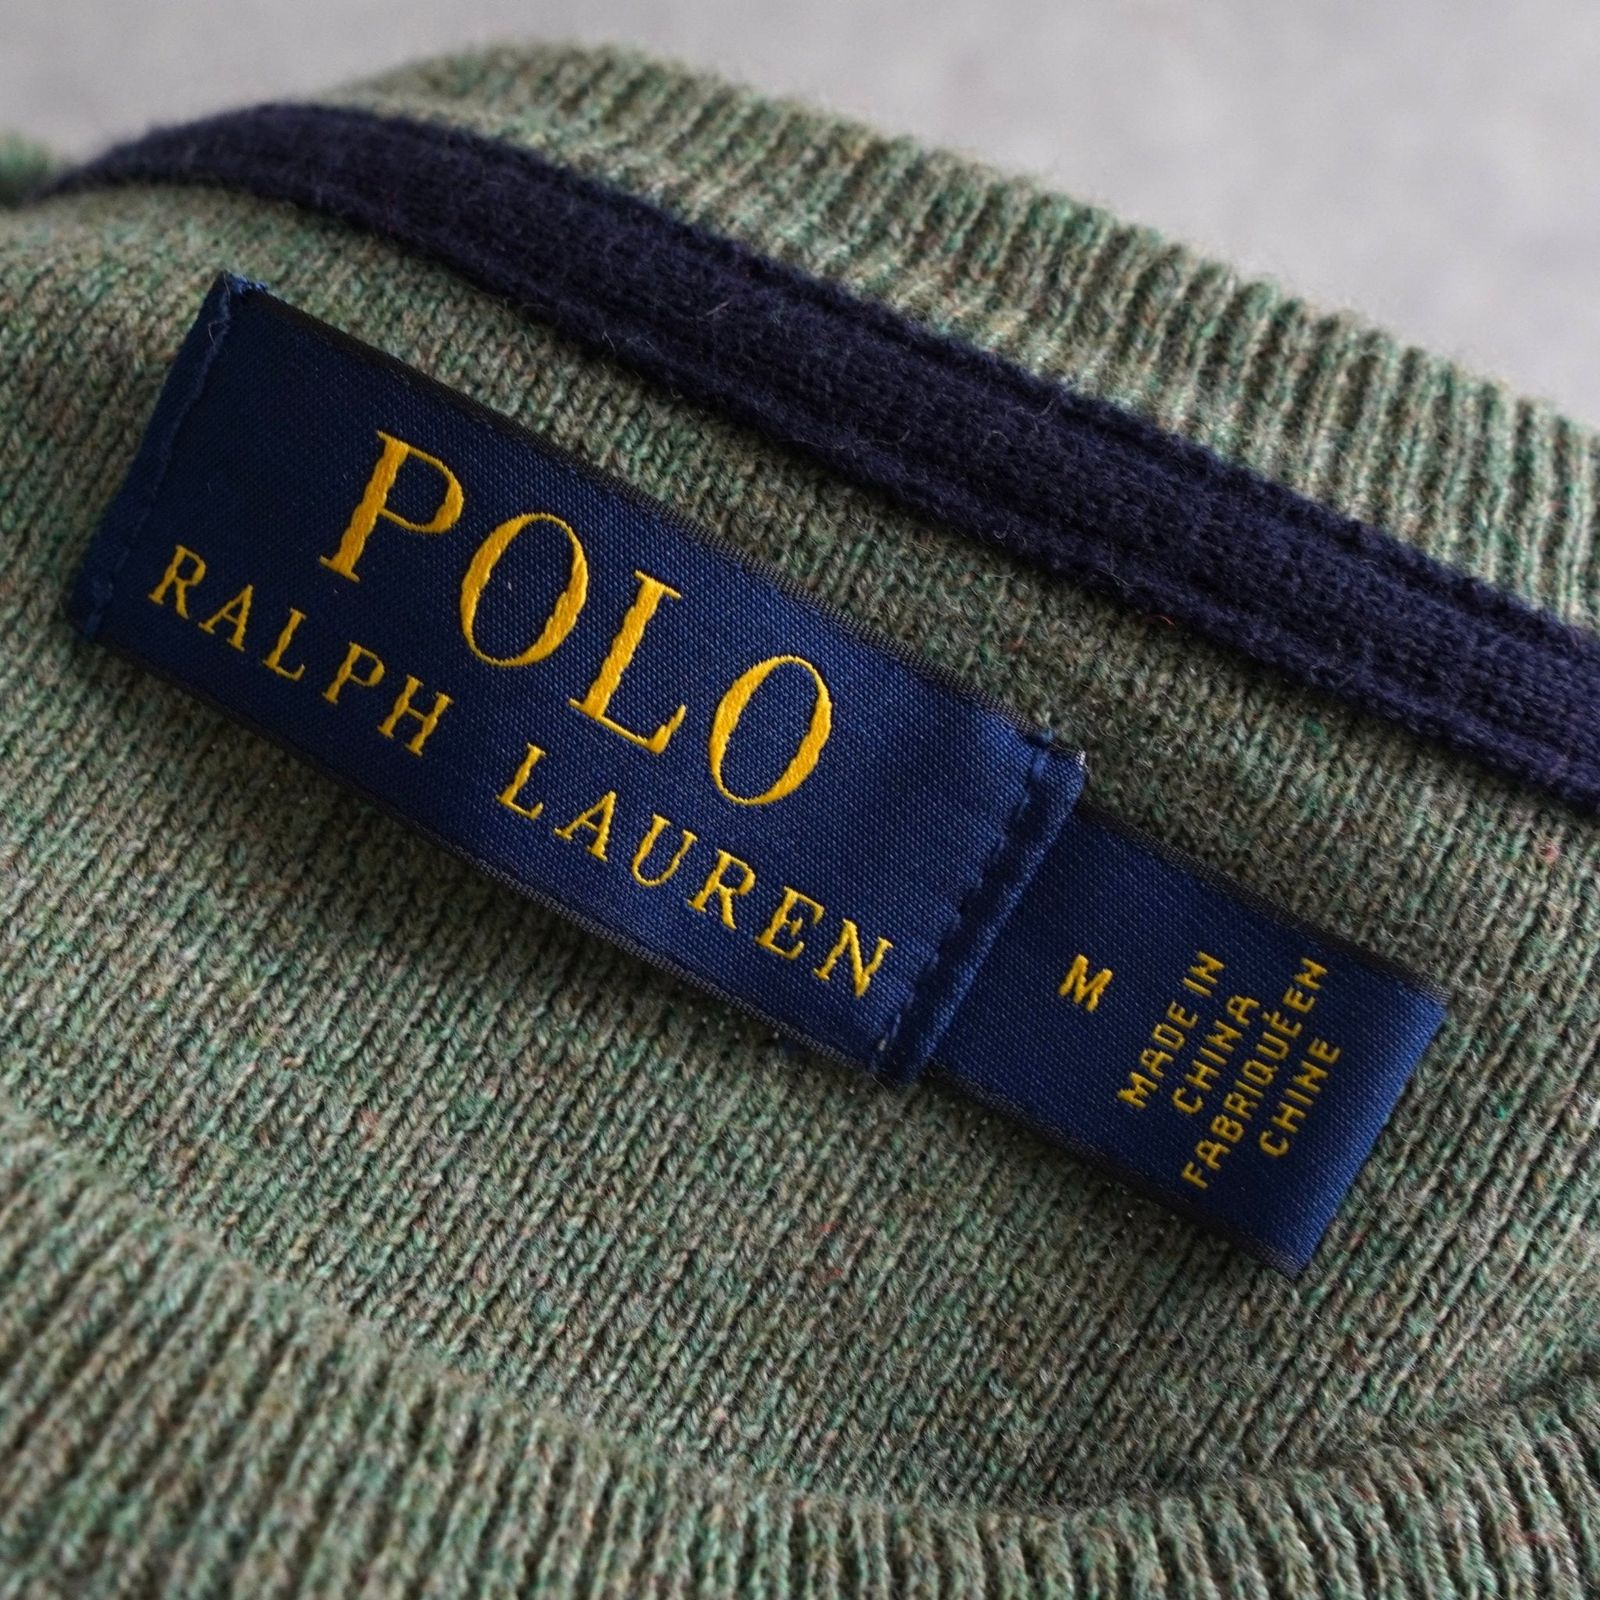 POLO
RALPH LAUREN
M
MADE IN
CHINA
FABRIQUÉ EN
CHINE